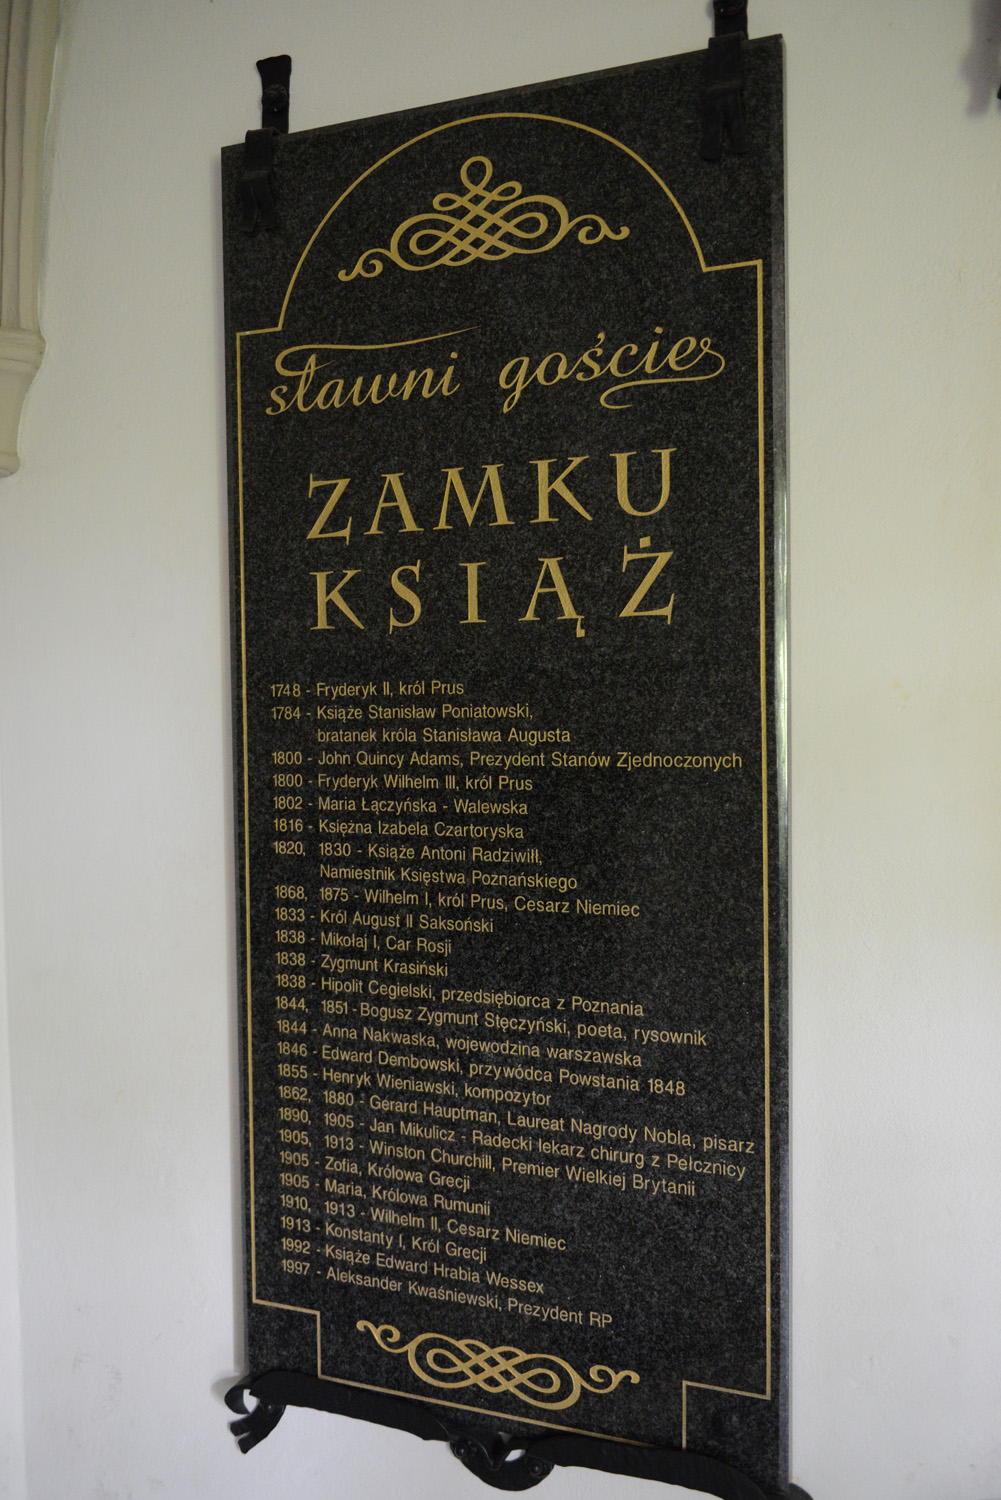 sławni goście
ZAMKU
KSIĄŻ
1748 - Fryderyk II, król Prus
1784 - Książe Stanisław Poniatowski,
bratanek króla Stanisława Augusta
1800 - John Quincy Adams, Prezydent Stanów Zjednoczonych
1800 - Fryderyk Wilhelm III, król Prus
1802 - Maria Łączyńska - Walewska
1816 - Księżna Izabela Czartoryska
1820, 1830 - Książe Antoni Radziwiłł,
Namiestnik Księstwa Poznańskiego
1868, 1875 - Wilhelm I, król Prus, Cesarz Niemiec
1833 - Król August II Saksoński
1838 - Mikołaj I, Car Rosji
1838 - Zygmunt Krasiński
1838 - Hipolit Cegielski, przedsiębiorca z Poznania
1844, 1851 - Bogusz Zygmunt Stęczyński, poeta, rysownik
1844 - Anna Nakwaska, wojewodzina warszawska
1846 - Edward Dembowski, przywódca Powstania 1848
1855 - Henryk Wieniawski, kompozytor
1862, 1880 - Gerard Hauptman, Laureat Nagrody Nobla, pisarz
1890, 1905 - Jan Mikulicz - Radecki lekarz chirurg z Pełcznicy
1905, 1913 - Winston Churchill, Premier Wielkiej Brytanii
1905 - Zofia, Królowa Grecji
1905 - Maria, Królowa Rumunii
1910, 1913 - Wilhelm II, Cesarz Niemiec
1913 - Konstanty I, Król Grecji
1992 - Książe Edward Hrabia Wessex
1997 - Aleksander Kwaśniewski, Prezydent RP